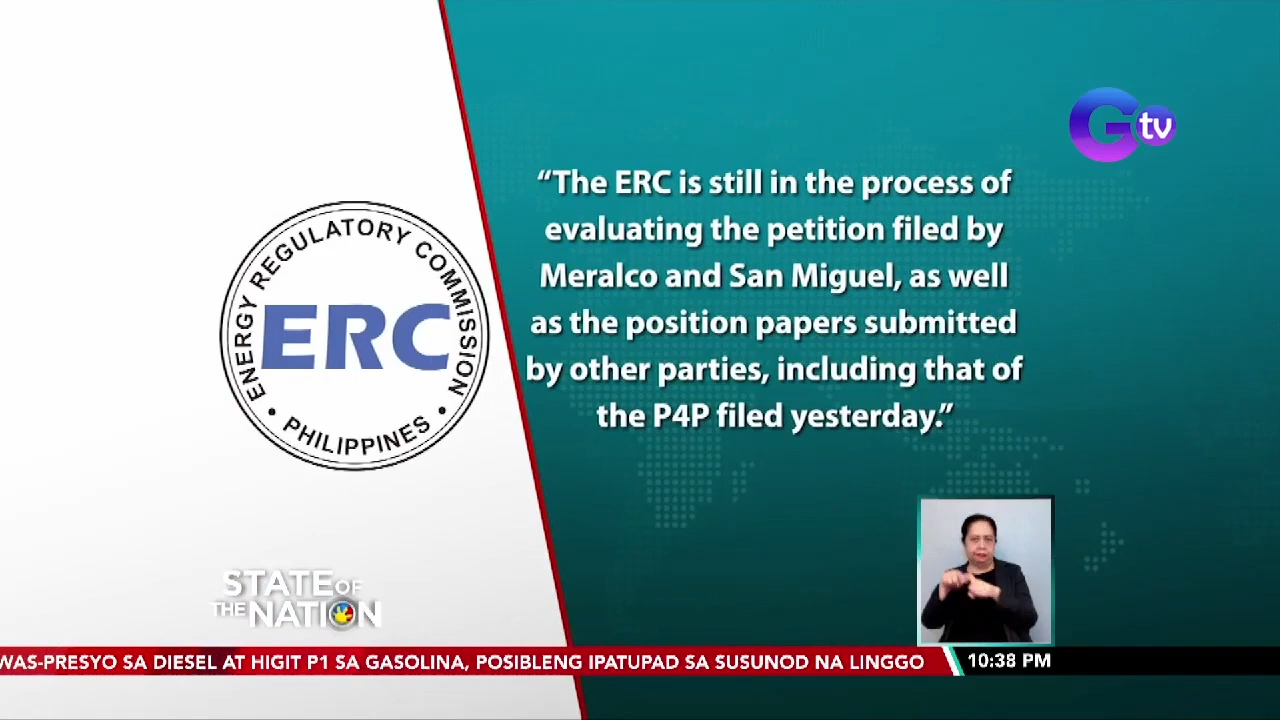 G tv
“The ERC is still in the process of
evaluating the petition filed by
Meralco and San Miguel, as well
as the position papers submitted
by other parties, including that of
the P4P filed yesterday.”
ENERGY REGULATORY COMMISSION
ERC
• PHILIPPINES •
STATE OF
THE NATION
WAS-PRESYO SA DIESEL AT HIGIT P1 SA GASOLINA, POSIBLENG IPATUPAD SA SUSUNOD NA LINGGO
10:38 PM